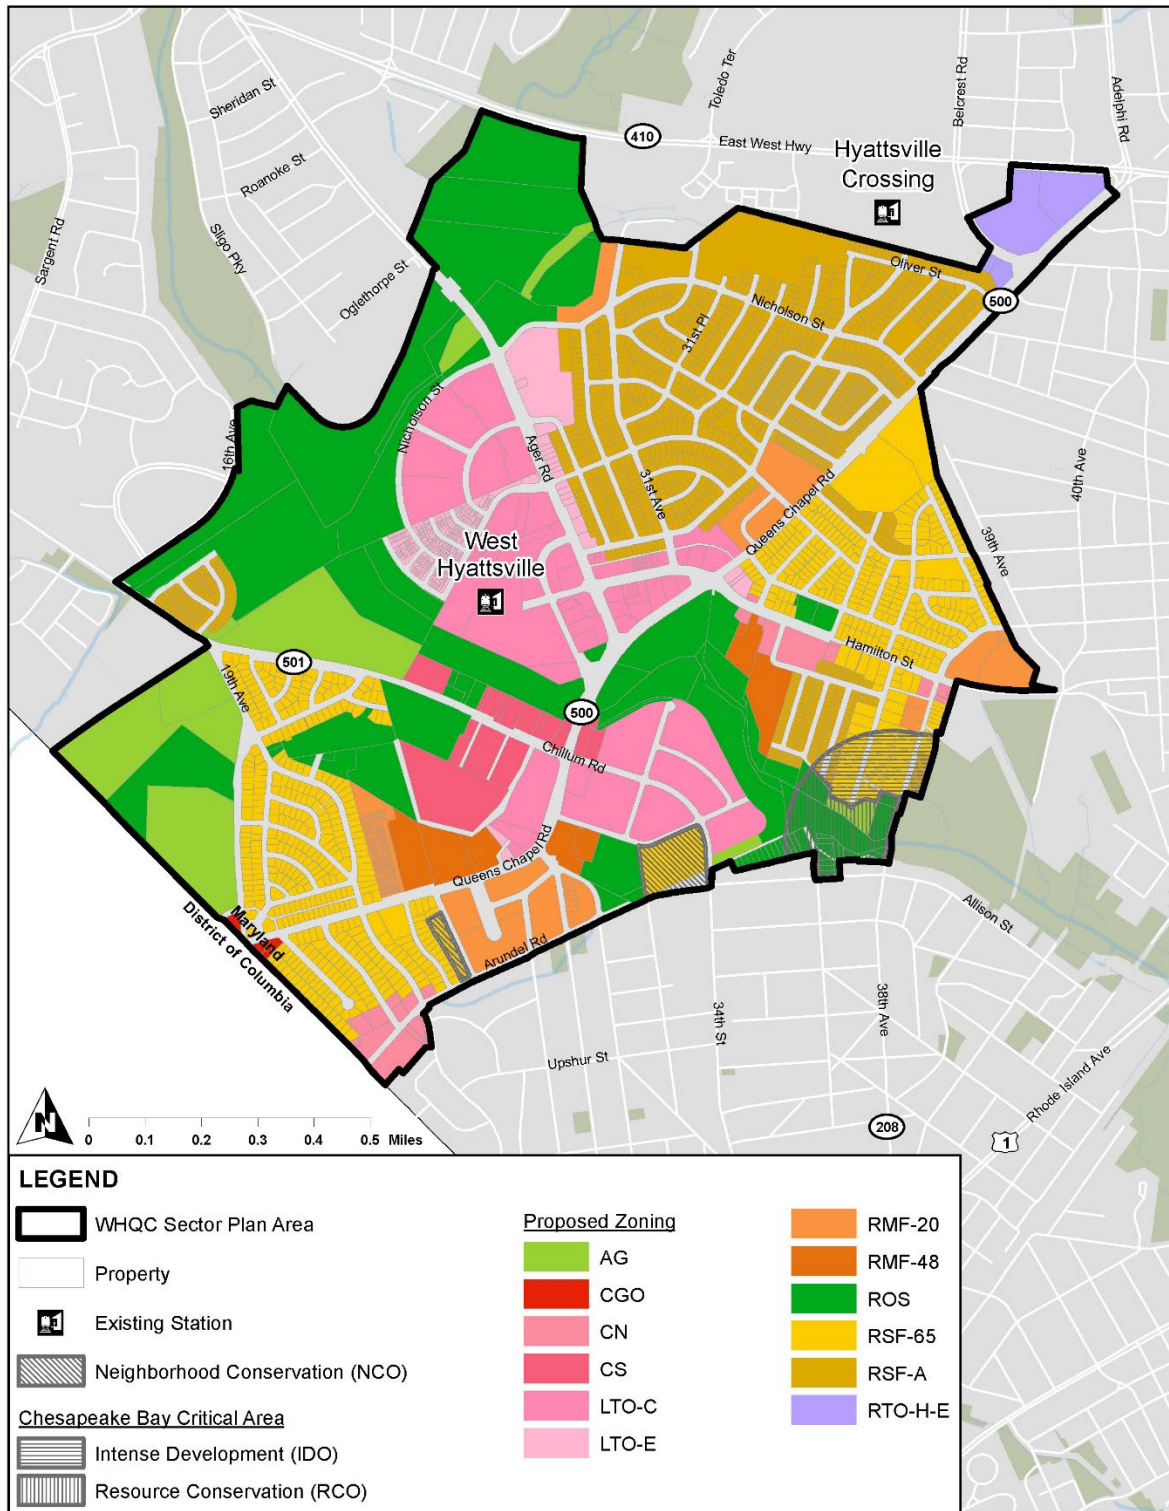 Sheridan St
Roanoke St
Sligo Pky
Sargent Rd
Oglethorpe St
Toledo Ter
Belcrest Rd
Adelphi Rd
410
East West Hwy
Hyattsville
Crossing
Oliver St
500
Nicholson St
31st Pl
Nicholson St
16th Ave
Ager Rd
31st Ave
Queens Chapel Rd
40th Ave
39th Ave
West
Hyattsville
Hamilton St
501
19th Ave
500
Chillum Rd
Queens Chapel Rd
Arundel Rd
Maryland
District of Columbia
Allison St
38th Ave
34th St
Upshur St
Rhode Island Ave
208
1
N
0 0.1 0.2 0.3 0.4 0.5 Miles
LEGEND
WHQC Sector Plan Area
Property
Existing Station
Neighborhood Conservation (NCO)
Chesapeake Bay Critical Area
Intense Development (IDO)
Resource Conservation (RCO)
Proposed Zoning
AG
CGO
CN
CS
LTO-C
LTO-E
RMF-20
RMF-48
ROS
RSF-65
RSF-A
RTO-H-E